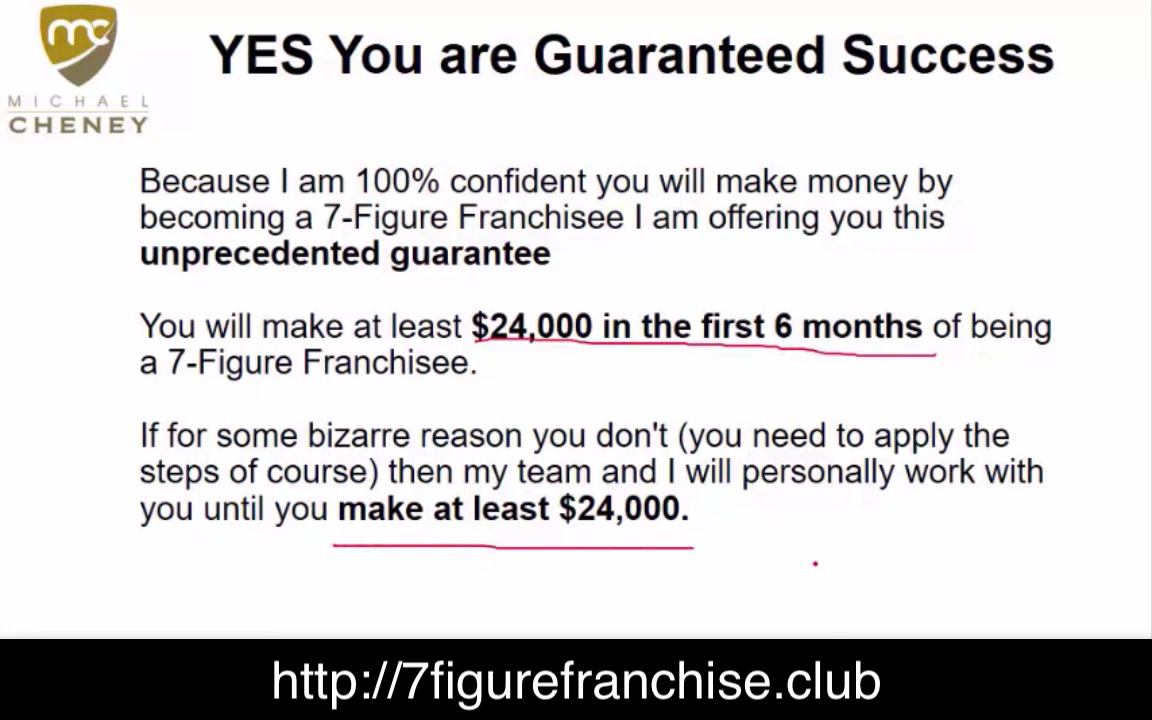 mc
MICHAEL
CHENEY
YES You are Guaranteed Success
Because I am 100% confident you will make money by
becoming a 7-Figure Franchisee I am offering you this
unprecedented guarantee
You will make at least $24,000 in the first 6 months of being
a 7-Figure Franchisee.
If for some bizarre reason you don't (you need to apply the
steps of course) then my team and I will personally work with
you until you make at least $24,000.
http://7figurefranchise.club